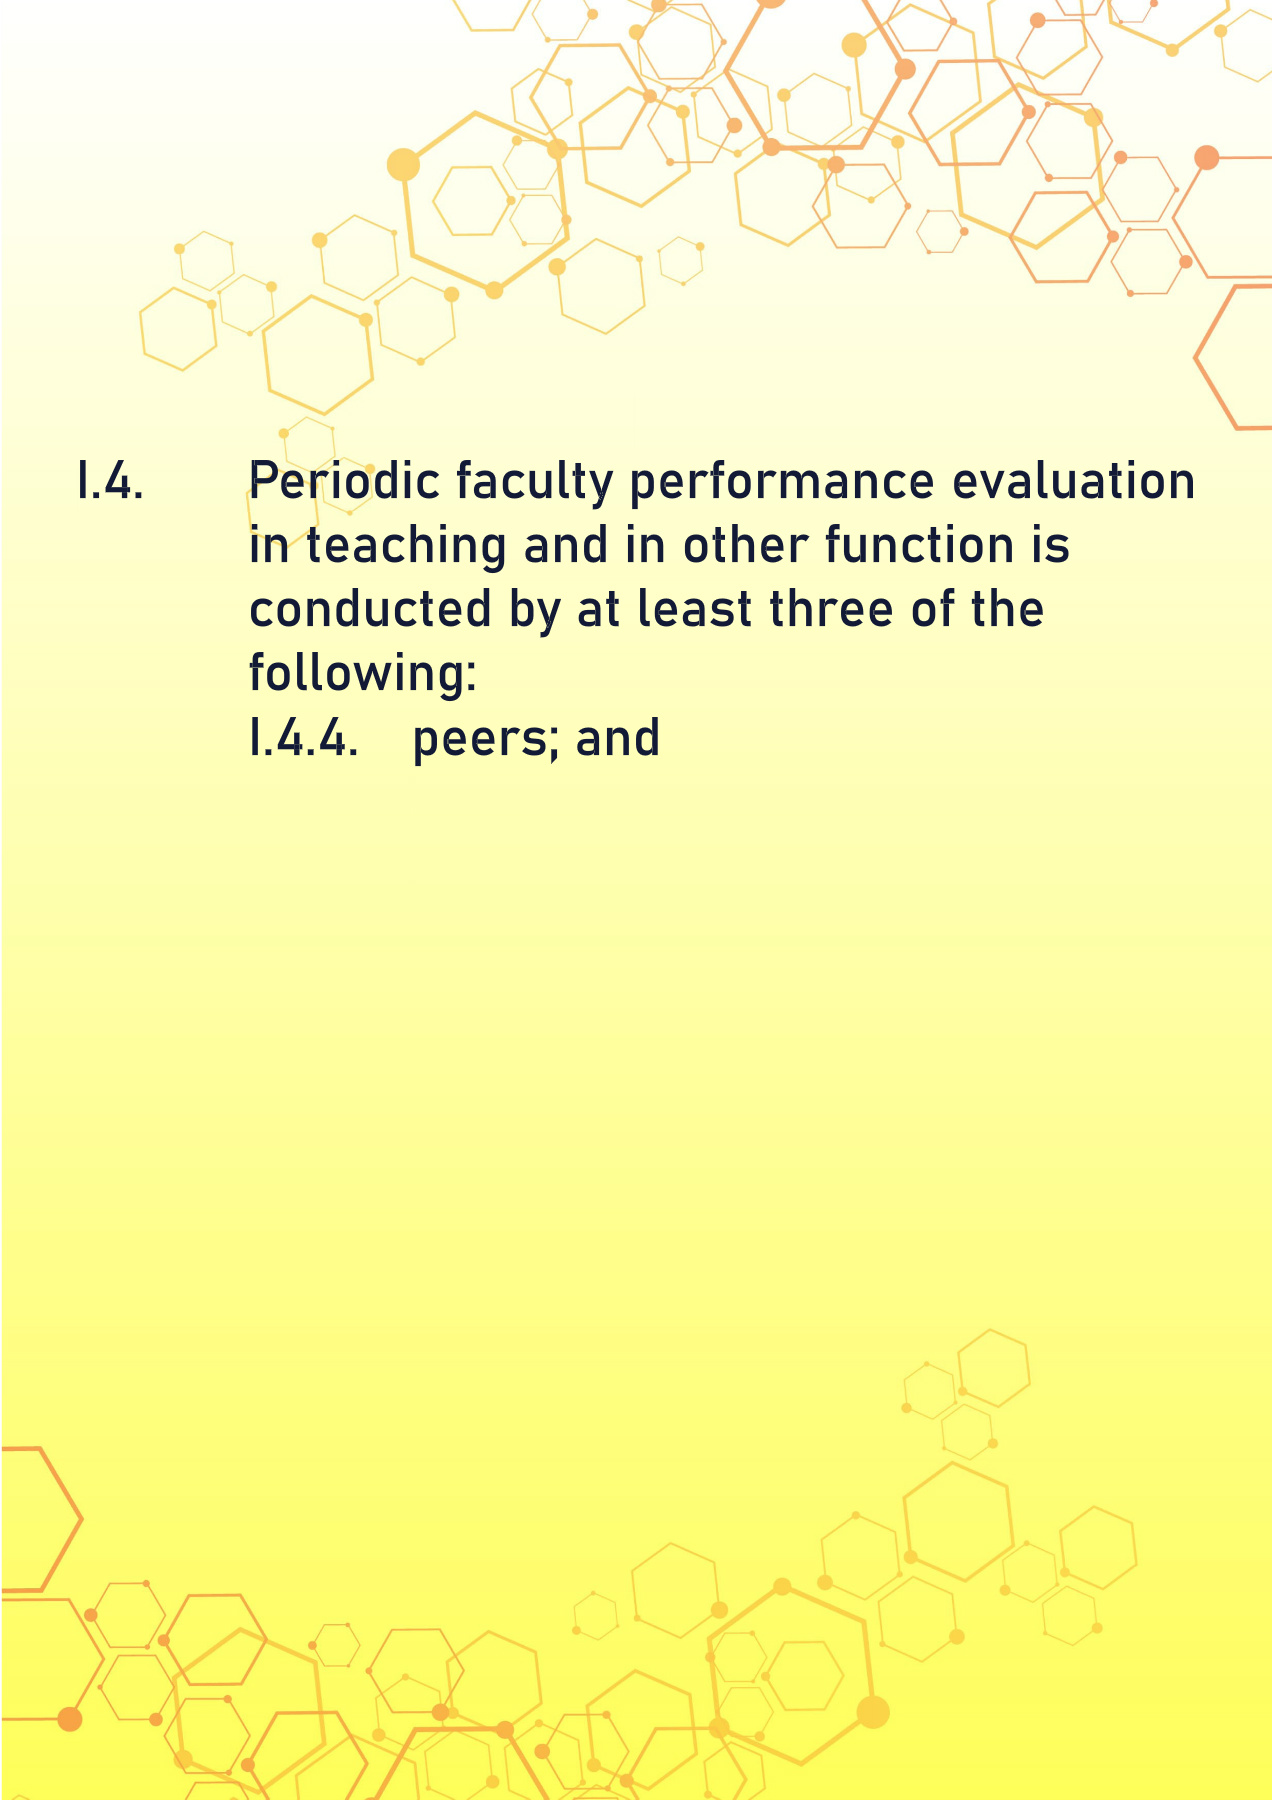 I.4. Periodic faculty performance evaluation
in teaching and in other function is
conducted by at least three of the
following:
I.4.4. peers; and